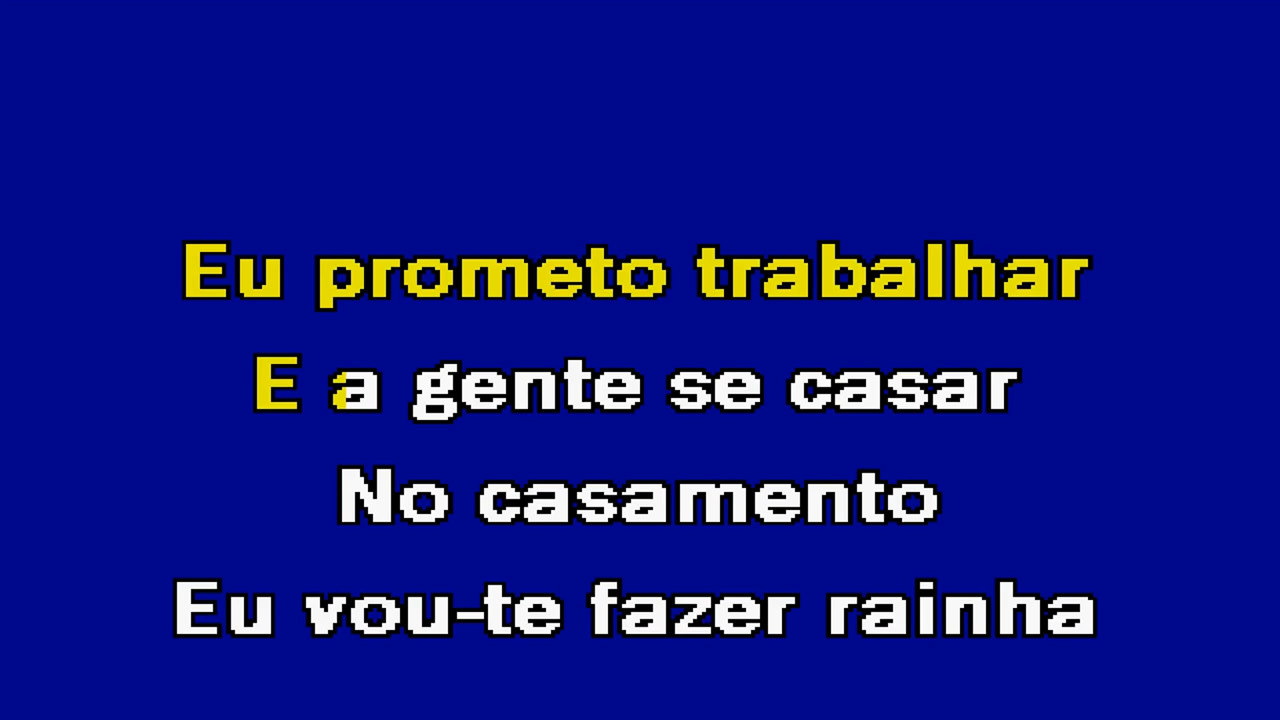 Eu prometo trabalhar
E a gente se casar
No casamento
Eu vou-te fazer rainha